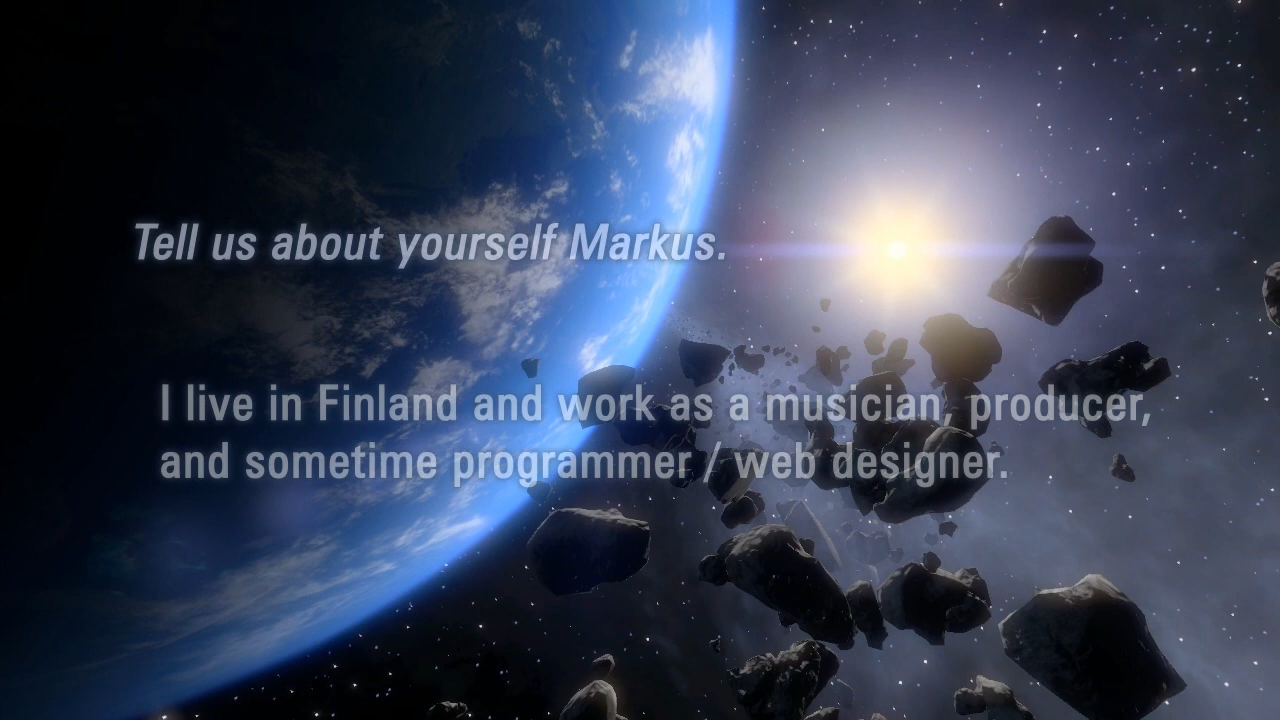 Tell us about yourself Markus.
I live in Finland and work as a musician, producer,
and sometime programmer / web designer.